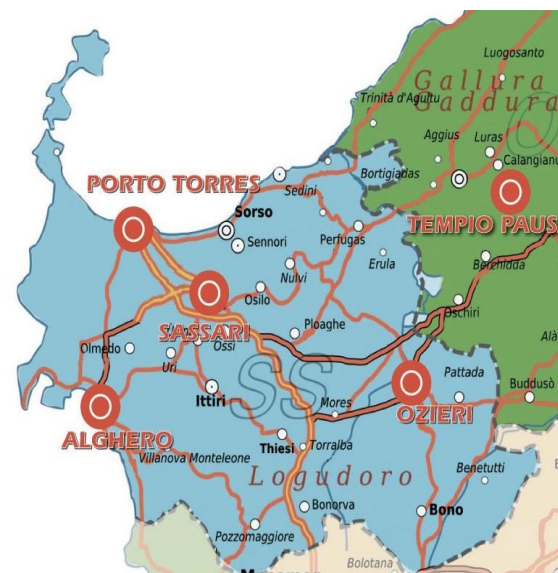 Luogosanto
Gallura
Gaddura
Trinità d'Agultu
Aggius
Luras
Calangianu
Bortigiadas
PORTO TORRES
Sedini
TEMPIO PAUS
Sorso
Sennori
Perfugas
Erula
Berchidda
Nulvi
Osilo
Oschiri
SASSARI
Ploaghe
Ossi
Olmedo
Uri
SS
Alà
Ittiri
Mores
OZIERI
Pattada
Buddusò
ALGHERO
Thiesi
Torralba
Villanova Monteleone
Logudoro
Benetutti
Bonorva
Bono
Pozzomaggiore
Bolotana